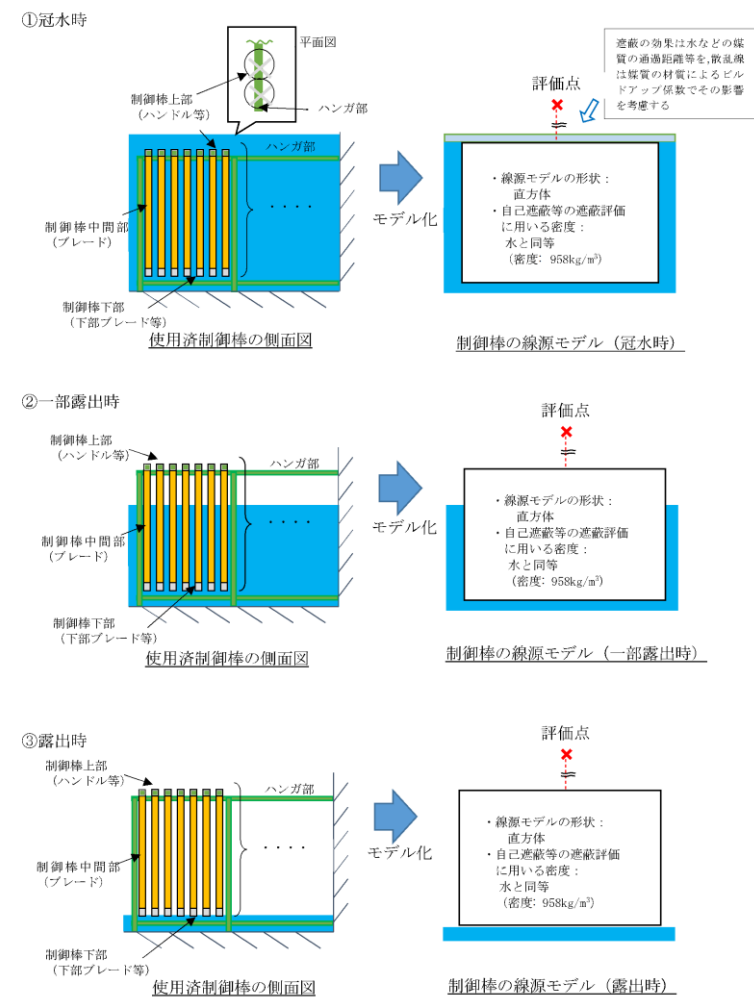 ①冠水時
平面図
制御棒上部
(ハンドル等)
ハンガ部
ハンガ部
制御棒中間部
(ブレード)
・・・・
制御棒下部
(下部ブレード等)
使用済制御棒の側面図
モデル化
遮蔽の効果は水などの媒
質の通過距離等を,散乱線
は媒質の材質によるビル
ドアップ係数でその影響
を考慮する
評価点
・線源モデルの形状:
直方体
・自己遮蔽等の遮蔽評価
に用いる密度:
水と同等
(密度: 958kg/m³)
制御棒の線源モデル(冠水時)
②一部露出時
制御棒上部
(ハンドル等)
ハンガ部
制御棒中間部
(ブレード)
・・・・
制御棒下部
(下部ブレード等)
使用済制御棒の側面図
モデル化
評価点
・線源モデルの形状:
直方体
・自己遮蔽等の遮蔽評価
に用いる密度:
水と同等
(密度: 958kg/m³)
制御棒の線源モデル(一部露出時)
③露出時
制御棒上部
(ハンドル等)
ハンガ部
制御棒中間部
(ブレード)
・・・・
制御棒下部
(下部ブレード等)
使用済制御棒の側面図
モデル化
評価点
・線源モデルの形状:
直方体
・自己遮蔽等の遮蔽評価
に用いる密度:
水と同等
(密度: 958kg/m³)
制御棒の線源モデル(露出時)